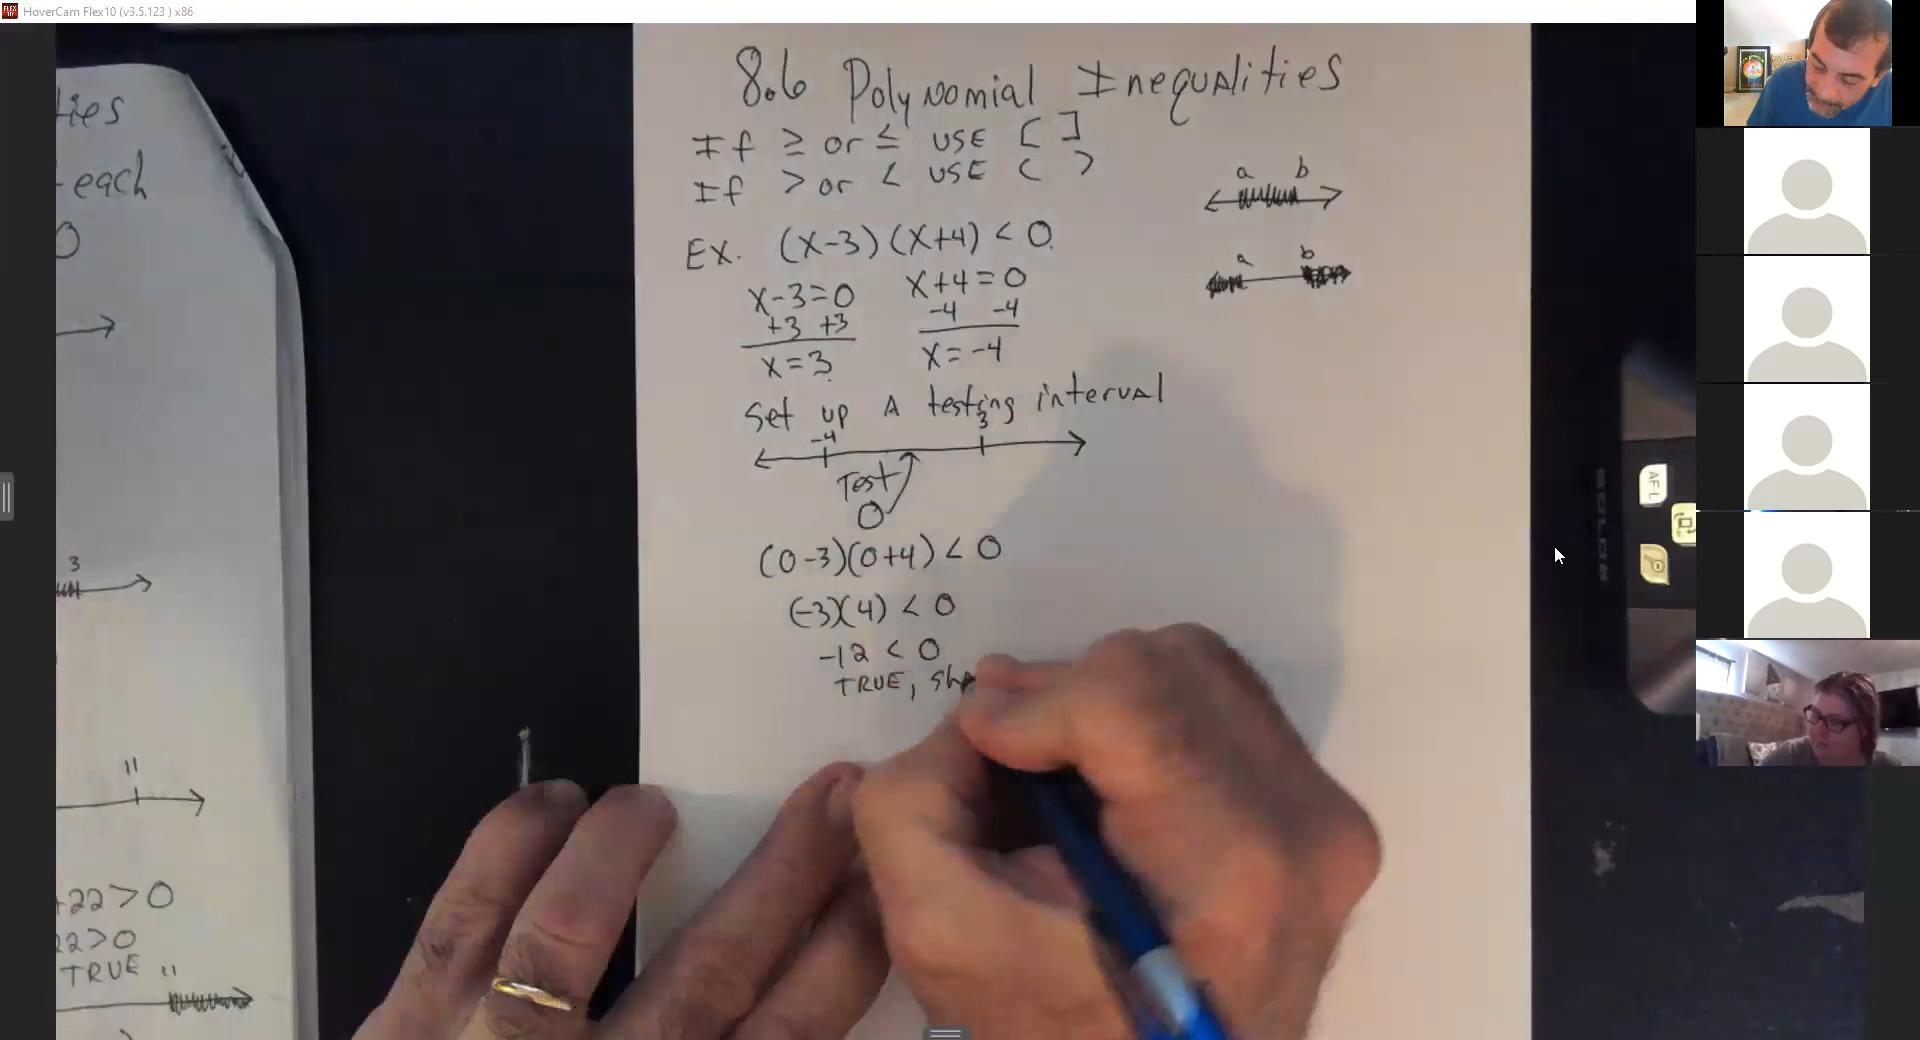 HoverCam Flex10 (v3.5.123 ) x86
8.6 Polynomial Inequalities
If ≥ or ≤ USE [ ]
If > or < USE ( )
a b
a b
EX. (x-3)(x+4) < 0
x-3=0 x+4=0
+3 +3 -4 -4
x=3 x=-4
Set up A testing interval
-4 3
Test
0
(0-3)(0+4) < 0
(-3)(4) < 0
-12 < 0
TRUE,
ties
each
0
3
11
+22>0
22>0
TRUE 11
AF-L